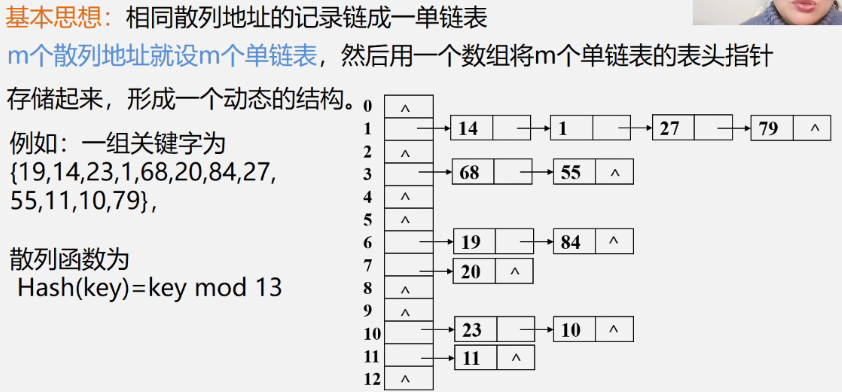 基本思想：相同散列地址的记录链成一单链表
m个散列地址就设m个单链表，然后用一个数组将m个单链表的表头指针
存储起来，形成一个动态的结构。
例如：一组关键字为
{19,14,23,1,68,20,84,27,
55,11,10,79}，
散列函数为
Hash(key)=key mod 13
0 ^
1 14 1 27 79 ^
2 ^
3 68 55 ^
4 ^
5 ^
6 19 84 ^
7 20 ^
8 ^
9 ^
10 23 10 ^
11 11 ^
12 ^